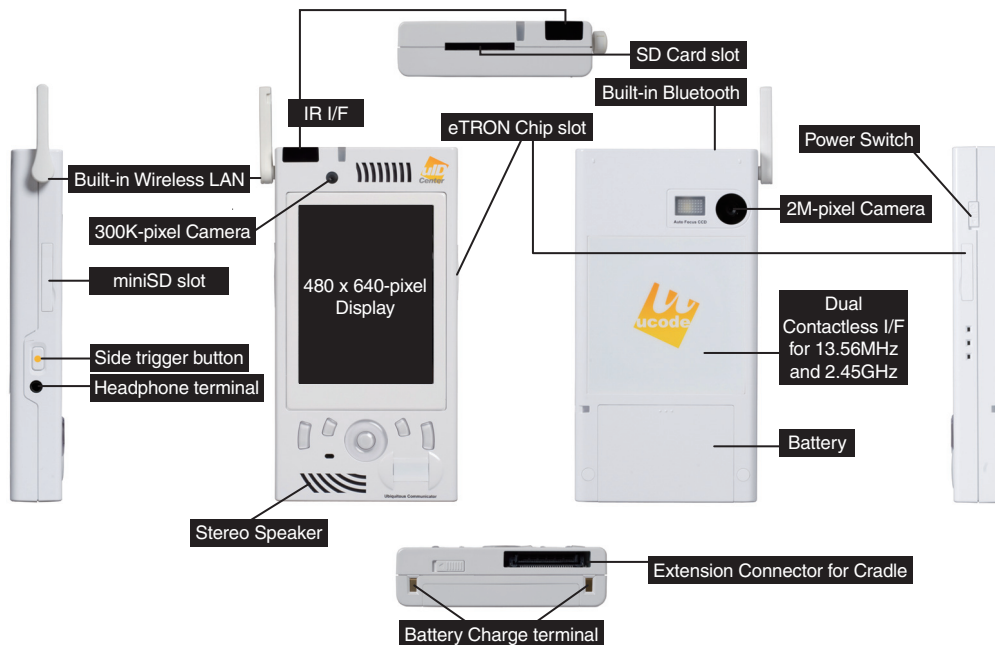 SD Card slot
Built-in Bluetooth
IR I/F
eTRON Chip slot
Power Switch
uID
Center
Built-in Wireless LAN
2M-pixel Camera
Auto Focus CCD
300K-pixel Camera
miniSD slot
480 x 640-pixel
Display
ucode
Dual
Contactless I/F
for 13.56MHz
and 2.45GHz
Side trigger button
Headphone terminal
Battery
Ubiquitous Communicator
Stereo Speaker
Extension Connector for Cradle
Battery Charge terminal